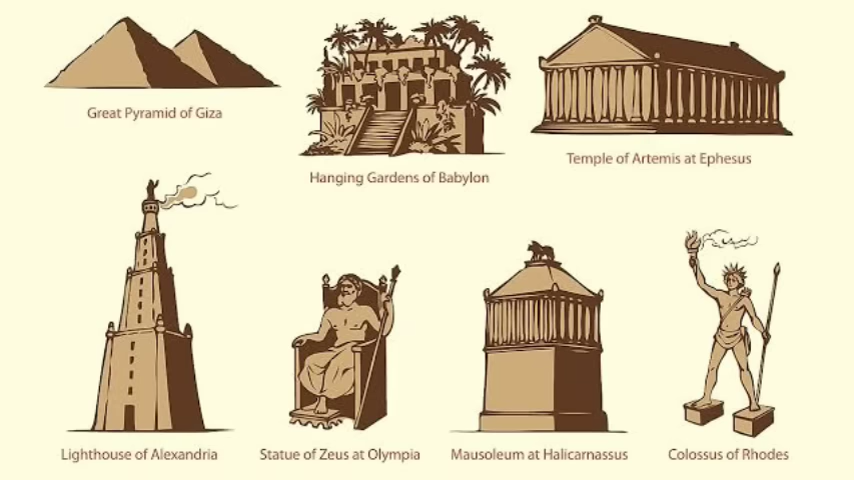 Great Pyramid of Giza
Hanging Gardens of Babylon
Temple of Artemis at Ephesus
Lighthouse of Alexandria
Statue of Zeus at Olympia
Mausoleum at Halicarnassus
Colossus of Rhodes